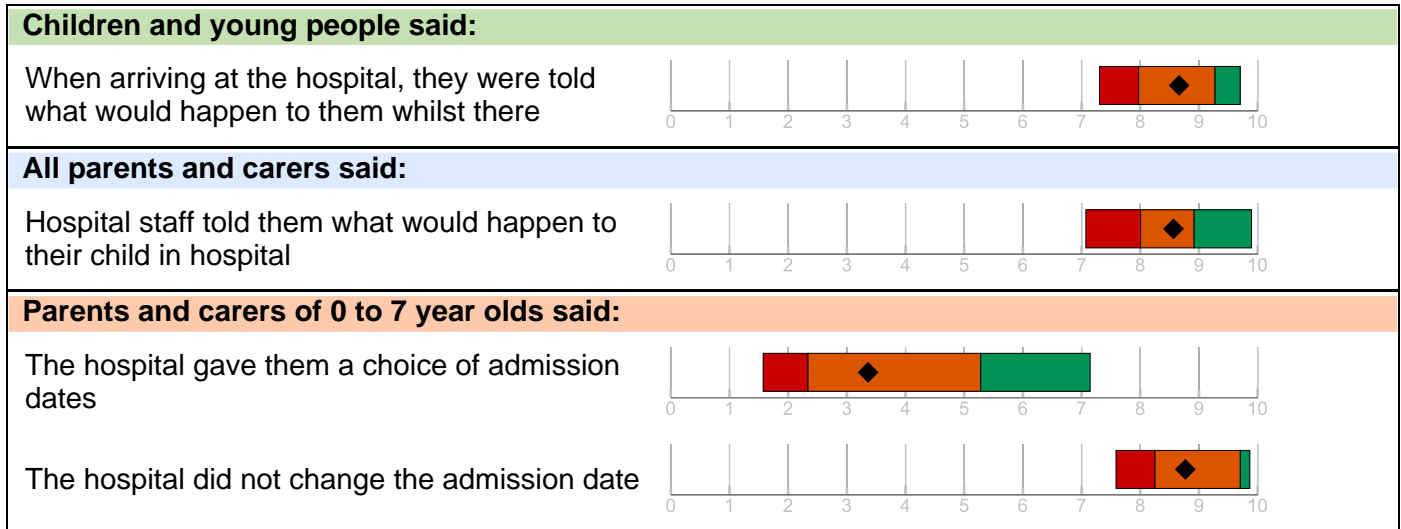 Children and young people said:
When arriving at the hospital, they were told
what would happen to them whilst there
0 1 2 3 4 5 6 7 8 9 10
All parents and carers said:
Hospital staff told them what would happen to
their child in hospital
0 1 2 3 4 5 6 7 8 9 10
Parents and carers of 0 to 7 year olds said:
The hospital gave them a choice of admission
dates
0 1 2 3 4 5 6 7 8 9 10
The hospital did not change the admission date
0 1 2 3 4 5 6 7 8 9 10